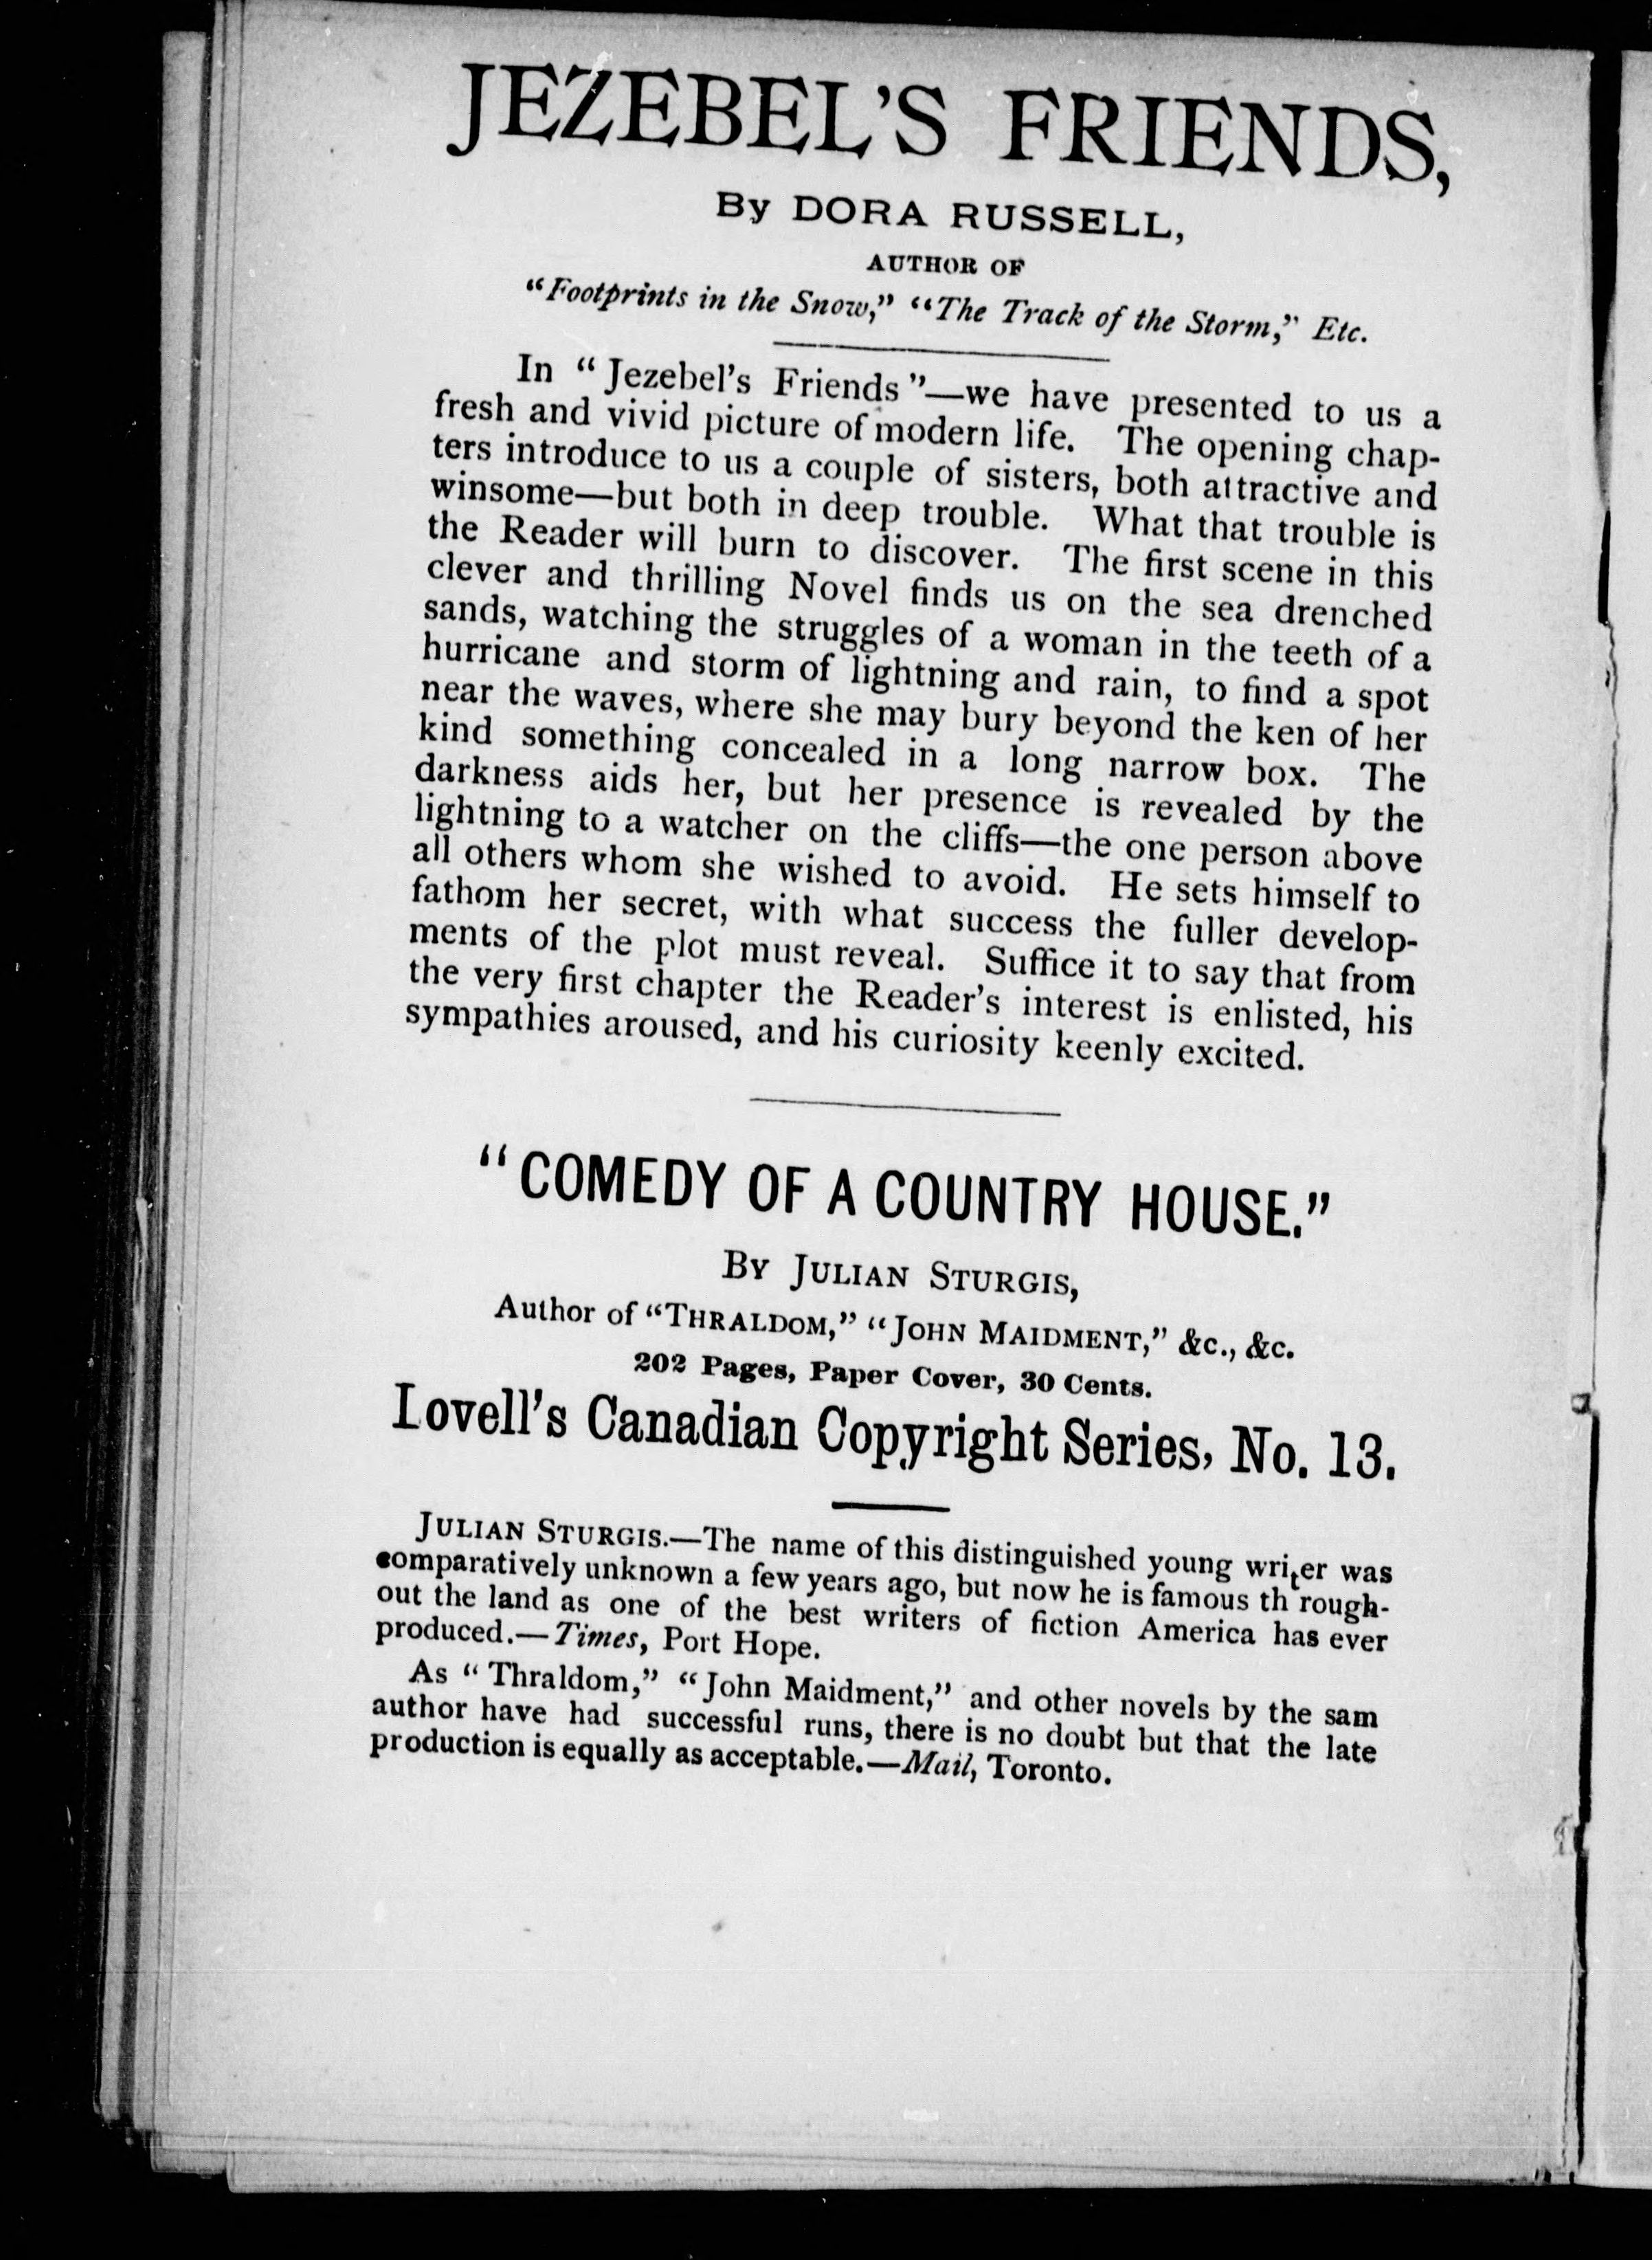 JEZEBEL'S FRIENDS,
By DORA RUSSELL,
AUTHOR OF
"Footprints in the Snow," "The Track of the Storm," Etc.
In "Jezebel's Friends"—we have presented to us a
fresh and vivid picture of modern life. The opening chap-
ters introduce to us a couple of sisters, both attractive and
winsome—but both in deep trouble. What that trouble is
the Reader will burn to discover. The first scene in this
clever and thrilling Novel finds us on the sea drenched
sands, watching the struggles of a woman in the teeth of a
hurricane and storm of lightning and rain, to find a spot
near the waves, where she may bury beyond the ken of her
kind something concealed in a long narrow box. The
darkness aids her, but her presence is revealed by the
lightning to a watcher on the cliffs—the one person above
all others whom she wished to avoid. He sets himself to
fathom her secret, with what success the fuller develop-
ments of the plot must reveal. Suffice it to say that from
the very first chapter the Reader's interest is enlisted, his
sympathies aroused, and his curiosity keenly excited.
"COMEDY OF A COUNTRY HOUSE."
By JULIAN STURGIS,
Author of "THRALDOM," "JOHN MAIDMENT," &c., &c.
202 Pages, Paper Cover, 30 Cents.
Lovell's Canadian Copyright Series, No. 13.
JULIAN STURGIS.—The name of this distinguished young writer was
comparatively unknown a few years ago, but now he is famous th rough-
out the land as one of the best writers of fiction America has ever
produced.—Times, Port Hope.
As "Thraldom," "John Maidment," and other novels by the sam
author have had successful runs, there is no doubt but that the late
production is equally as acceptable.—Mail, Toronto.